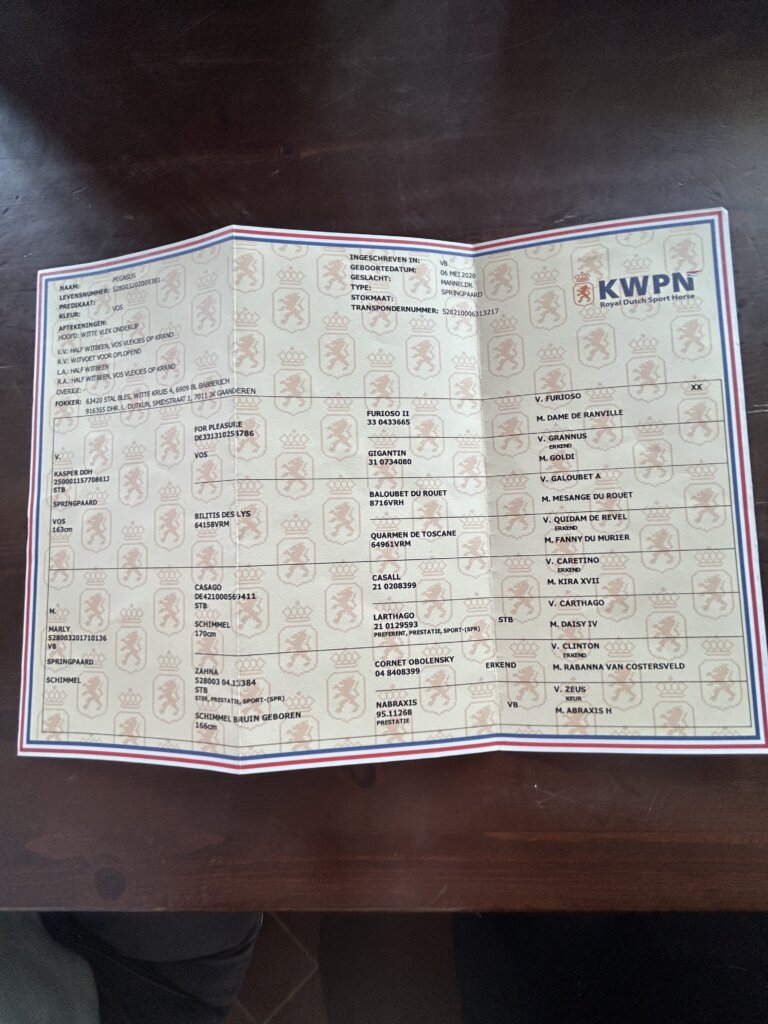 NAAM: PEGASUS
LEVENSNUMMER: 528003202009381
PREDIKAAT:
KLEUR: VOS
AFTEKENINGEN:
HOOFD: WITTE VLEK ONDERLIP
L.V.: HALF WITBEEN, VOS VLEKJES OP KRRND
R.V.: WITVOET VOOR OPLOPEND
L.A.: HALF WITBEEN
R.A.: HALF WITBEEN, VOS VLEKJES OP KRRND
OVERIGE:
FOKKER: 63420 STAL BLES, WITTE KRUIS 4, 6909 BL BABBERICH
916355 DHR. L. DUTKUN, SMIDSTRAAT 1, 7011 JK GAANDEREN
INGESCHREVEN IN: VB
GEBOORTEDATUM: 06 MEI 2020
GESLACHT: MANNELIJK
TYPE: SPRINGPAARD
STOKMAAT:
TRANSPONDERNUMMER: 528210006313217
KWPN
Royal Dutch Sport Horse
V.
KASPER DDH
250001157708613
STB
SPRINGPAARD
VOS
163cm
M.
MARLY
528003201710136
VB
SPRINGPAARD
SCHIMMEL
FOR PLEASURE
DE331310253786
VOS
BILITIS DES LYS
64158VRM
CASAGO
DE421000569411
STB
SCHIMMEL
170cm
ZAHNA
528003 04.13384
STB
STER, PRESTATIE, SPORT-(SPR)
SCHIMMEL BRUIN GEBOREN
166cm
FURIOSO II
33 0433665
GIGANTIN
31 0734080
BALOUBET DU ROUET
8716VRH
QUARMEN DE TOSCANE
64961VRM
CASALL
21 0208399
LARTHAGO STB
21 0129593
PREFERENT, PRESTATIE, SPORT-(SPR)
CORNET OBOLENSKY ERKEND
04 8408399
NABRAXIS VB
95.11268
PRESTATIE
V. FURIOSO XX
M. DAME DE RANVILLE
V. GRANNUS
ERKEND
M. GOLDI
V. GALOUBET A
M. MESANGE DU ROUET
V. QUIDAM DE REVEL
ERKEND
M. FANNY DU MURIER
V. CARETINO
ERKEND
M. KIRA XVII
V. CARTHAGO
M. DAISY IV
V. CLINTON
ERKEND
M. RABANNA VAN COSTERSVELD
V. ZEUS
KEUR
M. ABRAXIS H